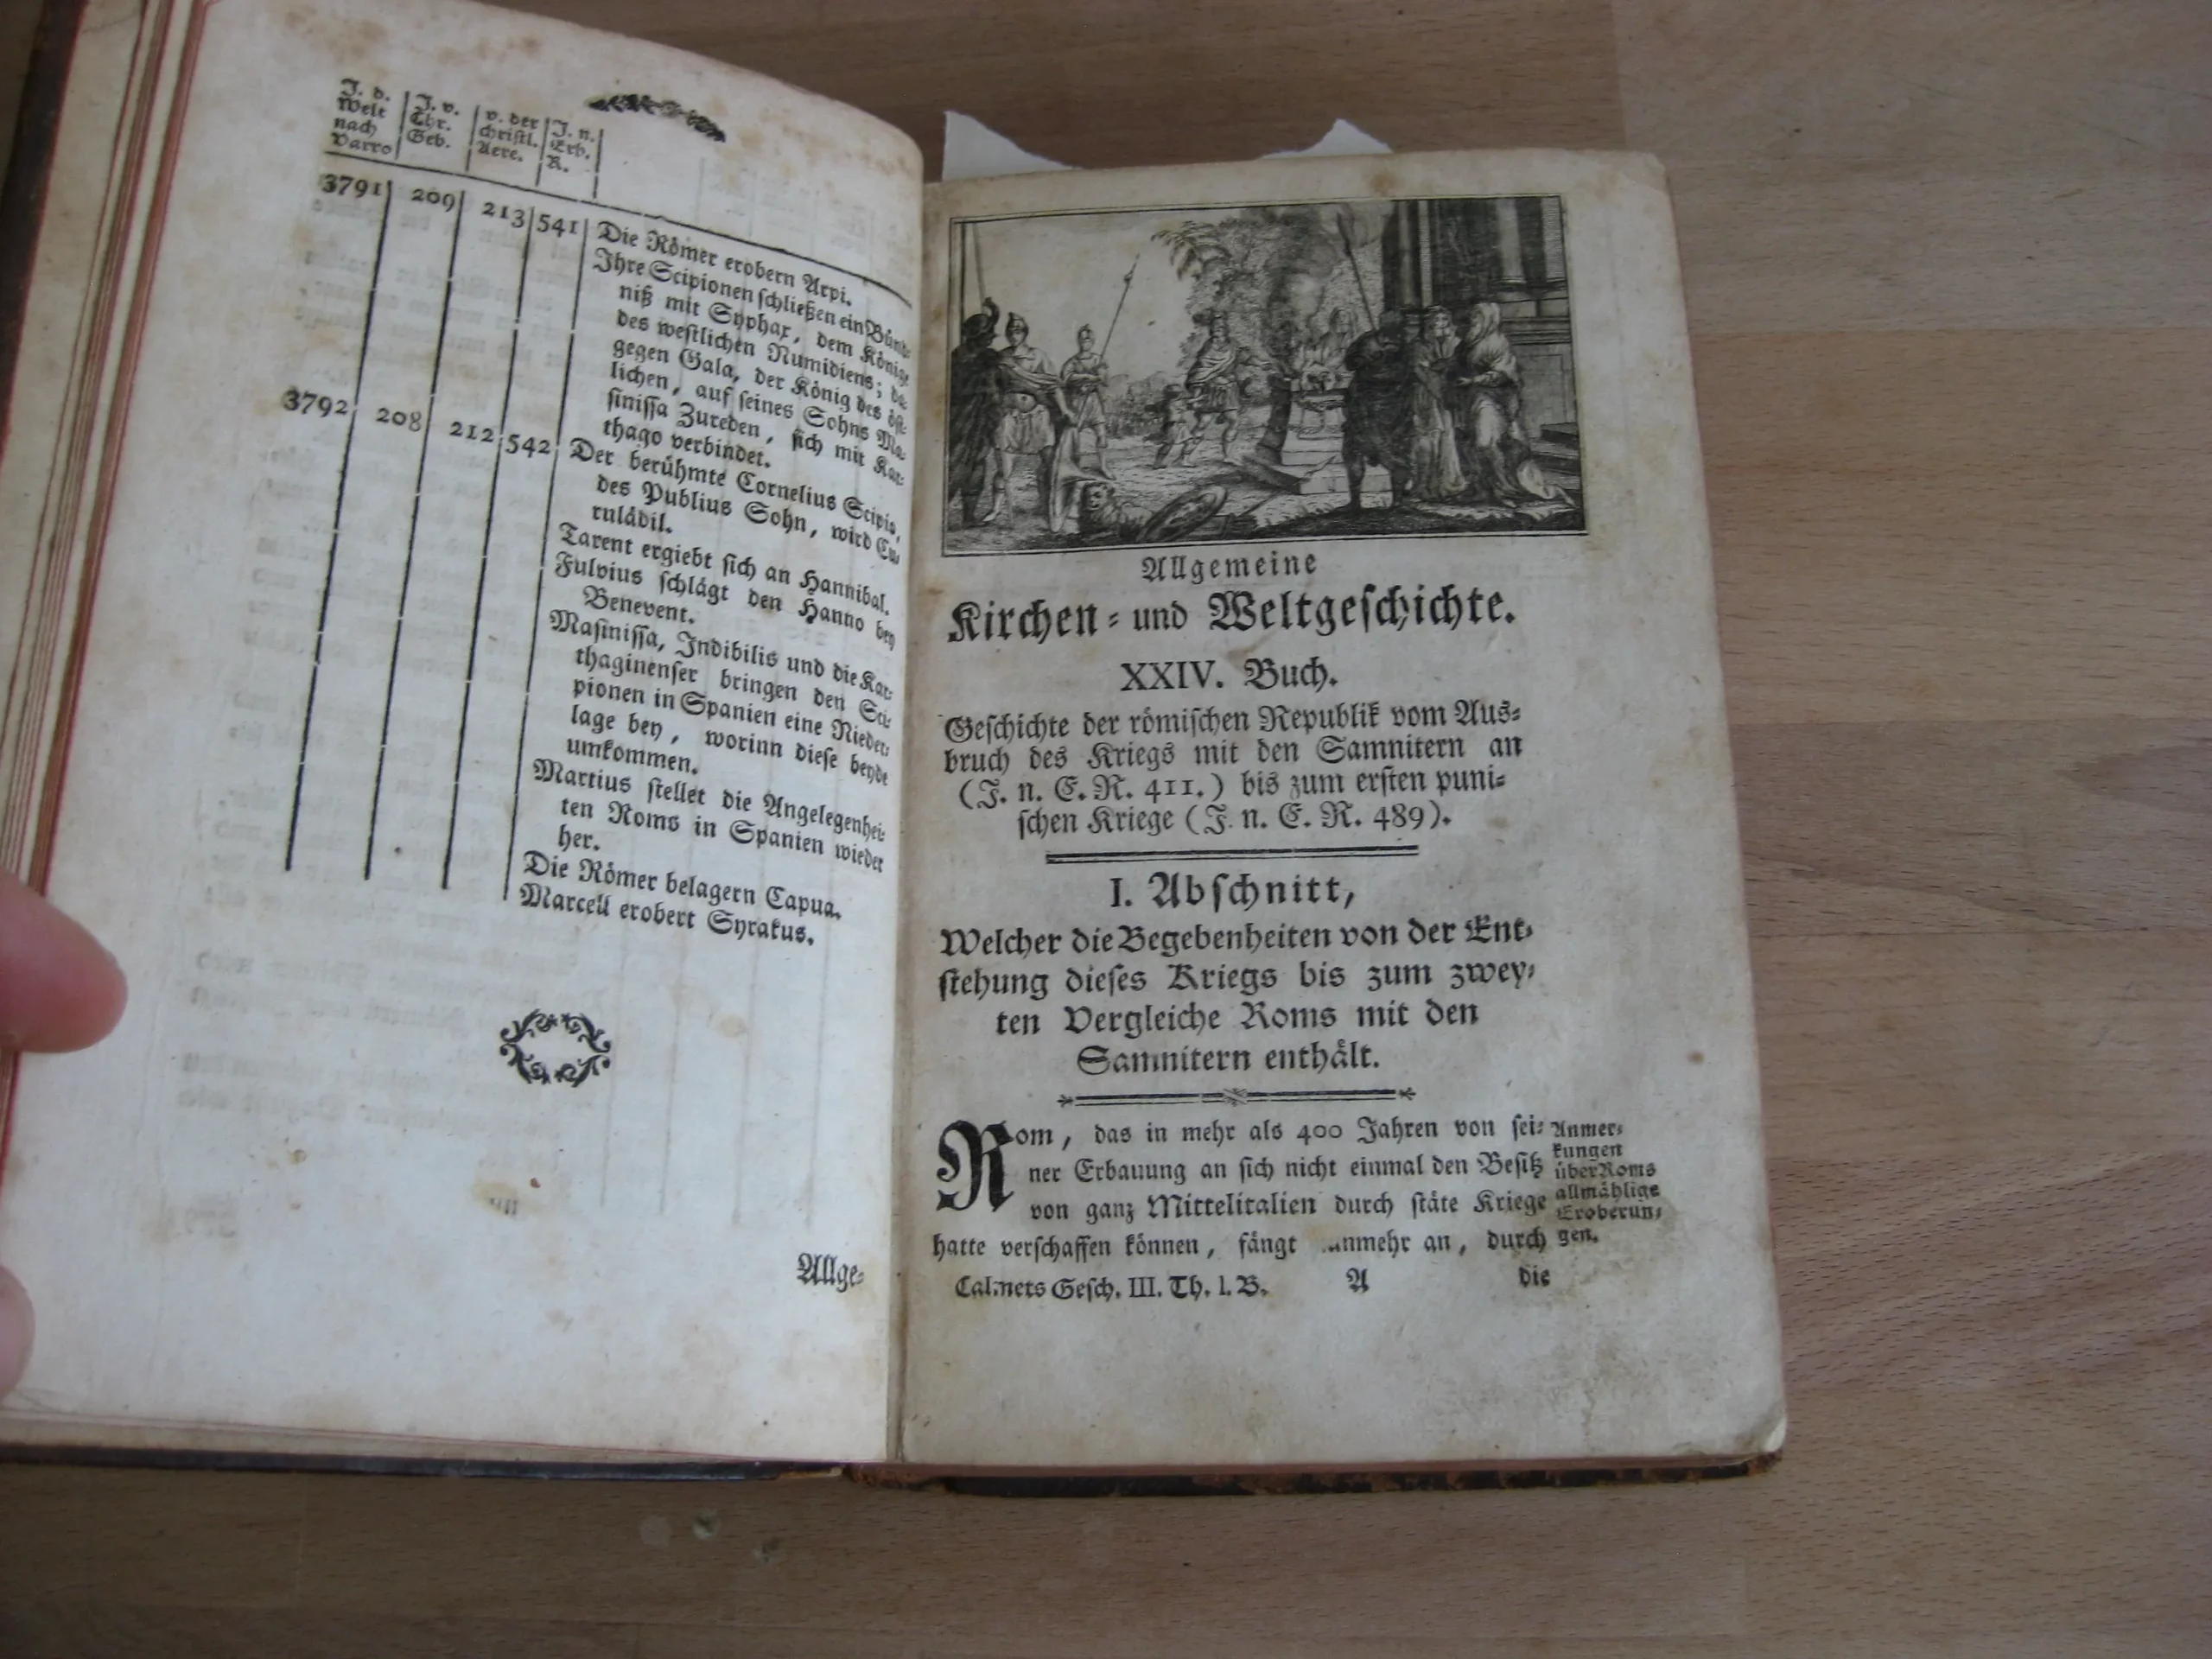 J. d. Welt nach Varro
J. v. Chr. Geb.
v. der christl. Aere.
J. n. Erb. R.
3791 209 213 541 Die Römer erobern Arpi.
Ihre Scipionen schließen ein Bünd-
niß mit Syphax, dem Könige
des westlichen Numidiens; da-
gegen Gala, der König des öst-
lichen, auf seines Sohns Ma-
sinissa Zureden, sich mit Kar-
thago verbindet.
3792 208 212 542 Der berühmte Cornelius Scipio,
des Publius Sohn, wird Cu-
rulädil.
Tarent ergiebt sich an Hannibal.
Fulvius schlägt den Hanno bey
Benevent.
Masinissa, Indibilis und die Kar-
thaginenser bringen den Sci-
pionen in Spanien eine Nieder-
lage bey, worinn diese beyde
umkommen.
Martius stellet die Angelegenhei-
ten Roms in Spanien wieder
her.
Die Römer belagern Capua.
Marcell erobert Syrakus.
Allge-
Allgemeine
Kirchen- und Weltgeschichte.
XXIV. Buch.
Geschichte der römischen Republik vom Aus-
bruch des Kriegs mit den Samnitern an
(J. n. E. R. 411.) bis zum ersten puni-
schen Kriege (J. n. E. R. 489).
I. Abschnitt,
Welcher die Begebenheiten von der Ent-
stehung dieses Kriegs bis zum zwey-
ten Vergleiche Roms mit den
Samnitern enthält.
Rom, das in mehr als 400 Jahren von sei-
ner Erbauung an sich nicht einmal den Besitz
von ganz Mittelitalien durch stäte Kriege
hatte verschaffen können, fängt nunmehr an, durch
Anmer-
kungen
über Roms
allmählige
Eroberun-
gen.
Calmets Gesch. III. Th. I. B. A die